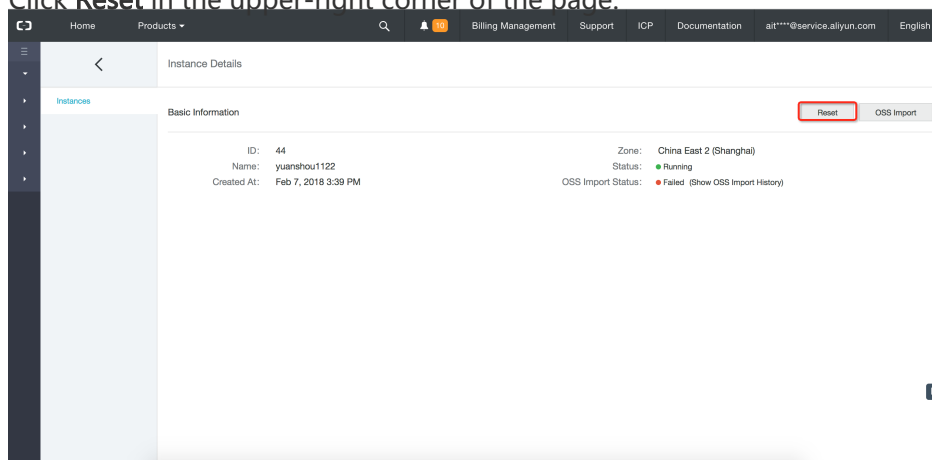 Click Reset in the upper-right corner of the page.
Home Products 10 Billing Management Support ICP Documentation ait****@service.aliyun.com English
Instance Details
Instances
Basic Information Reset OSS Import
ID: 44 Zone: China East 2 (Shanghai)
Name: yuanshou1122 Status: Running
Created At: Feb 7, 2018 3:39 PM OSS Import Status: Failed (Show OSS Import History)